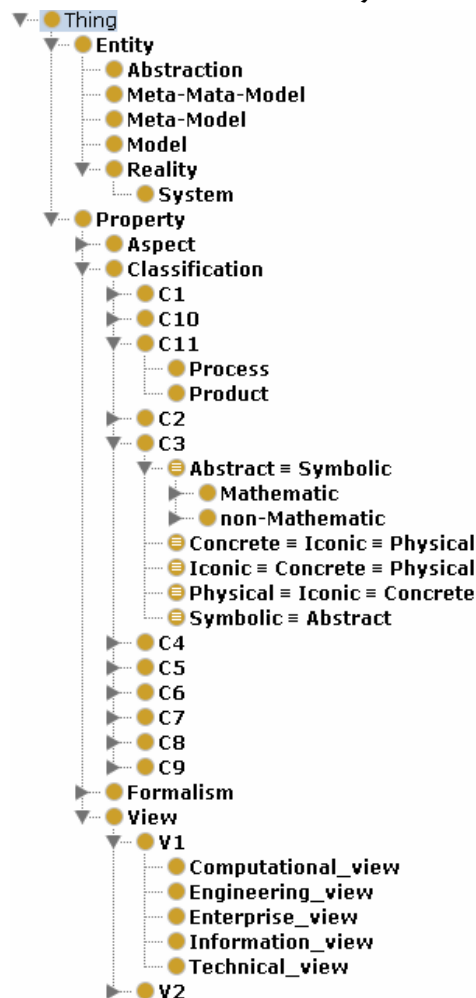 Thing
Entity
Abstraction
Meta-Mata-Model
Meta-Model
Model
Reality
System
Property
Aspect
Classification
C1
C10
C11
Process
Product
C2
C3
Abstract ≡ Symbolic
Mathematic
non-Mathematic
Concrete ≡ Iconic ≡ Physical
Iconic ≡ Concrete ≡ Physical
Physical ≡ Iconic ≡ Concrete
Symbolic ≡ Abstract
C4
C5
C6
C7
C8
C9
Formalism
View
V1
Computational_view
Engineering_view
Enterprise_view
Information_view
Technical_view
V2